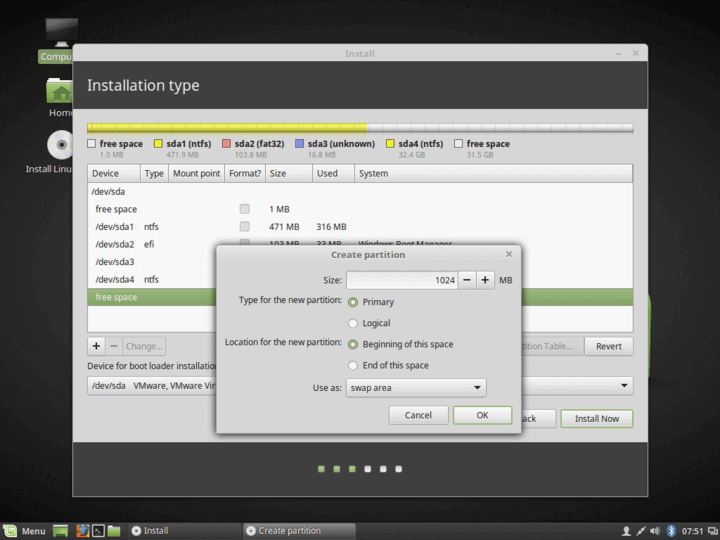 Compu
Home
Install Linu
Install
Installation type
free space sda1 (ntfs) sda2 (fat32) sda3 (unknown) sda4 (ntfs) free space
1.0 MB 471.9 MB 103.8 MB 16.8 MB 32.4 GB 31.5 GB
Device Type Mount point Format? Size Used System
/dev/sda
free space 1 MB
/dev/sda1 ntfs 471 MB 316 MB
/dev/sda2 efi 103 MB 33 MB Windows Boot Manager
/dev/sda3
/dev/sda4 ntfs
free space
Create partition
Size: 1024 MB
Type for the new partition: Primary
Logical
Location for the new partition: Beginning of this space
End of this space
Use as: swap area
Cancel OK
+ − Change... tition Table... Revert
Device for boot loader installation
/dev/sda VMware, VMware Vir
ack Install Now
Menu Install Create partition 07:51